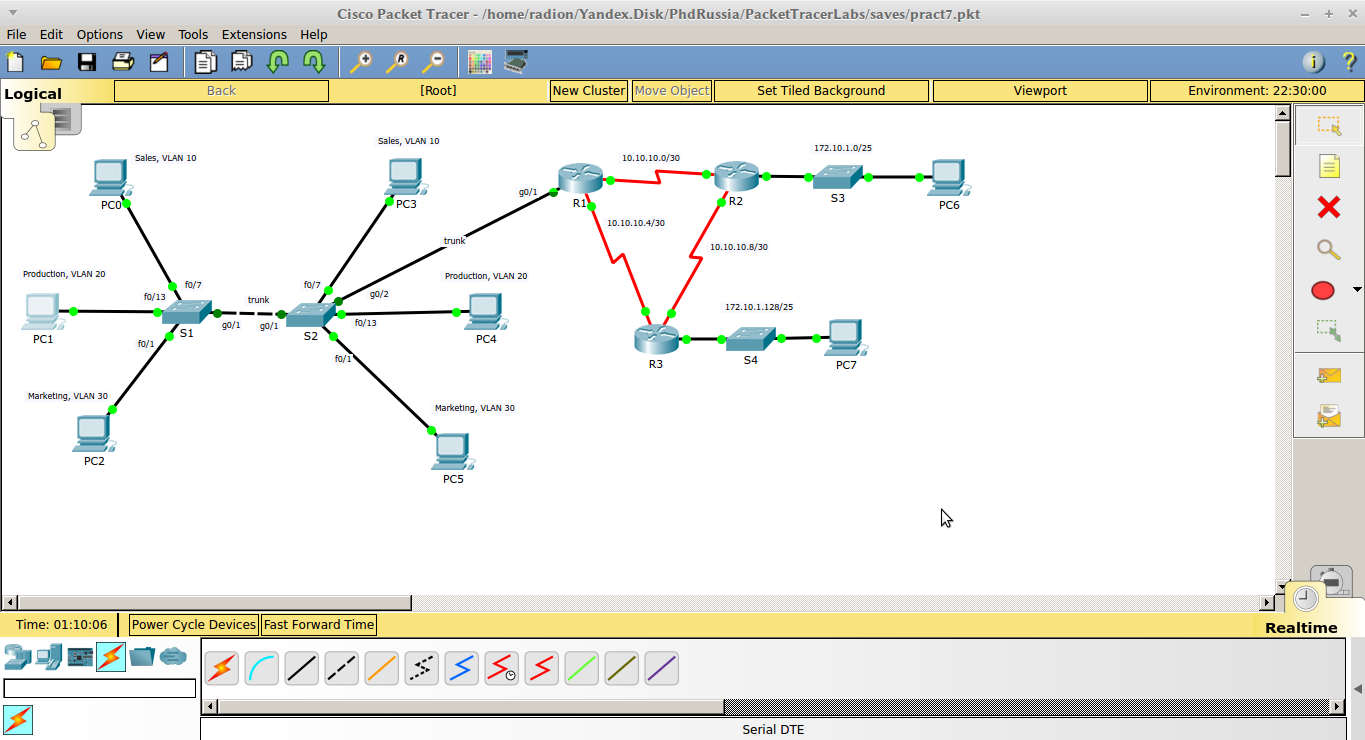 Cisco Packet Tracer - /home/radion/Yandex.Disk/PhdRussia/PacketTracerLabs/saves/pract7.pkt
File Edit Options View Tools Extensions Help
R
i ?
Logical Back [Root] New Cluster Move Object Set Tiled Background Viewport Environment: 22:30:00
Sales, VLAN 10
PC0
Sales, VLAN 10
PC3
Production, VLAN 20
PC1
f0/7
f0/13
S1
g0/1
f0/1
trunk
g0/1
Marketing, VLAN 30
PC2
f0/7
S2
g0/2
f0/13
f0/1
trunk
g0/1
Production, VLAN 20
PC4
Marketing, VLAN 30
PC5
R1
10.10.10.0/30
R2
172.10.1.0/25
S3
PC6
10.10.10.4/30
10.10.10.8/30
R3
172.10.1.128/25
S4
PC7
Time: 01:10:06 Power Cycle Devices Fast Forward Time Realtime
Serial DTE